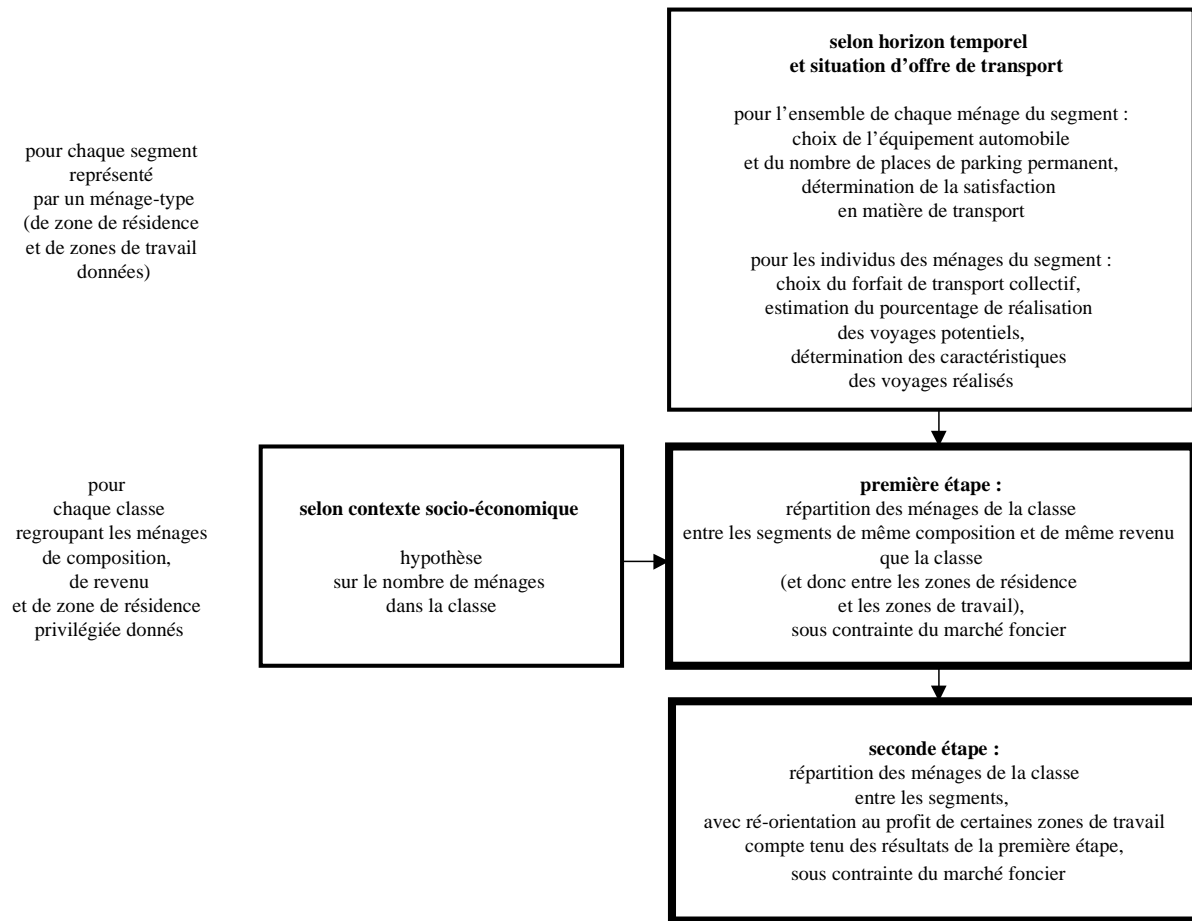 selon horizon temporel
et situation d’offre de transport
pour l’ensemble de chaque ménage du segment :
choix de l’équipement automobile
et du nombre de places de parking permanent,
détermination de la satisfaction
en matière de transport
pour les individus des ménages du segment :
choix du forfait de transport collectif,
estimation du pourcentage de réalisation
des voyages potentiels,
détermination des caractéristiques
des voyages réalisés
pour chaque segment
représenté
par un ménage-type
(de zone de résidence
et de zones de travail
données)
pour
chaque classe
regroupant les ménages
de composition,
de revenu
et de zone de résidence
privilégiée donnés
selon contexte socio-économique
hypothèse
sur le nombre de ménages
dans la classe
première étape :
répartition des ménages de la classe
entre les segments de même composition et de même revenu
que la classe
(et donc entre les zones de résidence
et les zones de travail),
sous contrainte du marché foncier
seconde étape :
répartition des ménages de la classe
entre les segments,
avec ré-orientation au profit de certaines zones de travail
compte tenu des résultats de la première étape,
sous contrainte du marché foncier